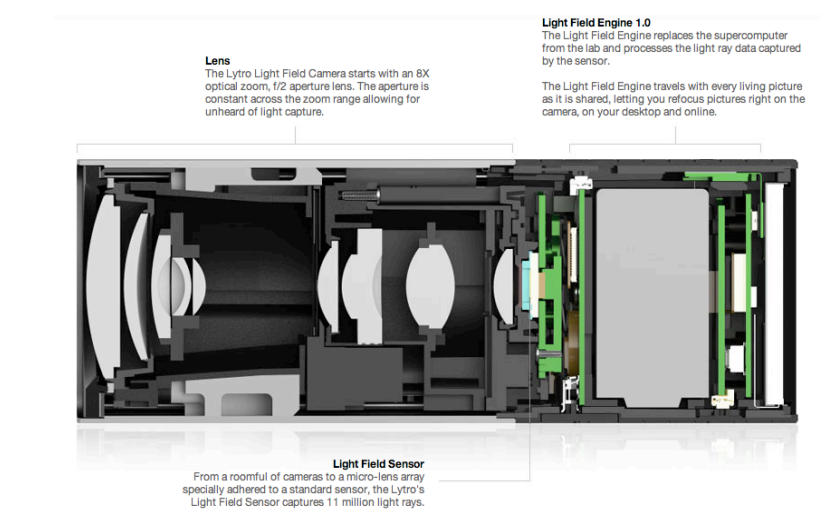 Light Field Engine 1.0
The Light Field Engine replaces the supercomputer
from the lab and processes the light ray data captured
by the sensor.
The Light Field Engine travels with every living picture
as it is shared, letting you refocus pictures right on the
camera, on your desktop and online.
Lens
The Lytro Light Field Camera starts with an 8X
optical zoom, f/2 aperture lens. The aperture is
constant across the zoom range allowing for
unheard of light capture.
Light Field Sensor
From a roomful of cameras to a micro-lens array
specially adhered to a standard sensor, the Lytro's
Light Field Sensor captures 11 million light rays.